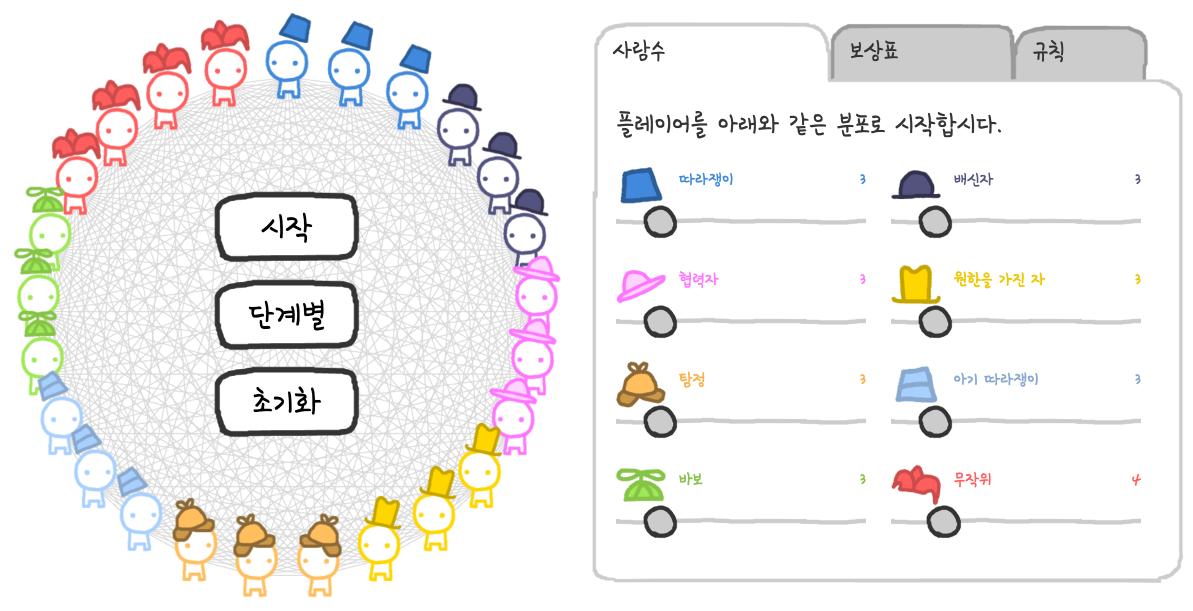 시작
단계별
초기화
사람수
보상표
규칙
플레이어를 아래와 같은 분포로 시작합시다.
따라쟁이 3
배신자 3
협력자 3
원한을 가진 자 3
탐정 3
아기 따라쟁이 3
바보 3
무작위 4